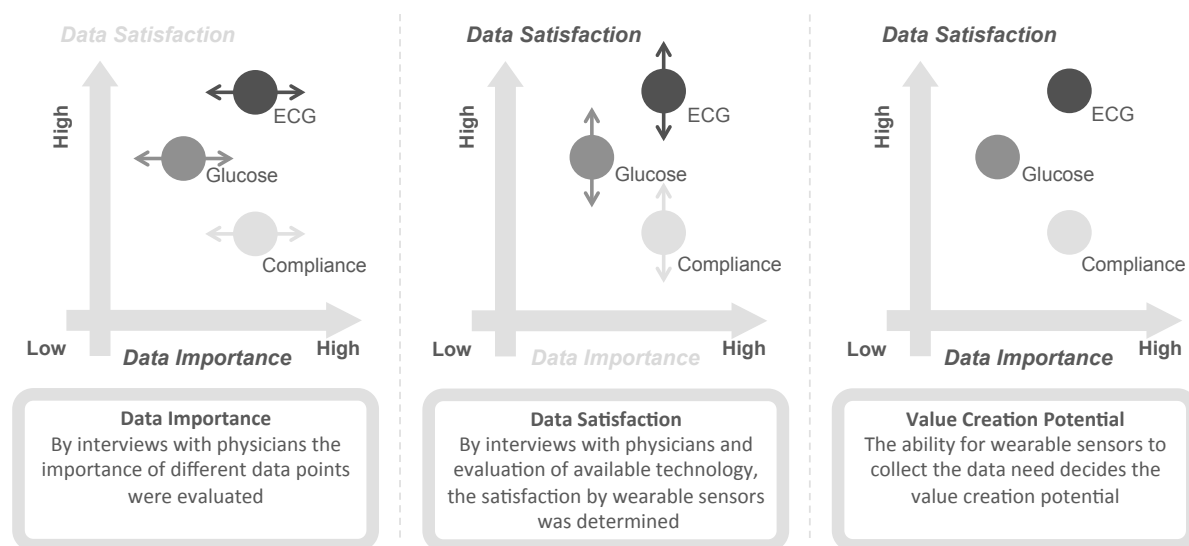 Data Satisfaction
High
ECG
Glucose
Compliance
Low
Data Importance
High
Data Importance
By interviews with physicians the
importance of different data points
were evaluated
Data Satisfaction
High
ECG
Glucose
Compliance
Low
Data Importance
High
Data Satisfaction
By interviews with physicians and
evaluation of available technology,
the satisfaction by wearable sensors
was determined
Data Satisfaction
High
ECG
Glucose
Compliance
Low
Data Importance
High
Value Creation Potential
The ability for wearable sensors to
collect the data need decides the
value creation potential